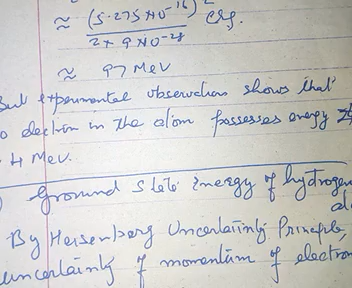 ≈ (5.275×10⁻¹⁶)² erg.
2×9×10⁻²⁸
≈ 97 MeV
But experimental observations shows that
no electron in the atom possesses energy >
4 MeV.
Ground State Energy of hydrogen
By Heisenberg Uncertainty Principle,
uncertainty of momentum of electron